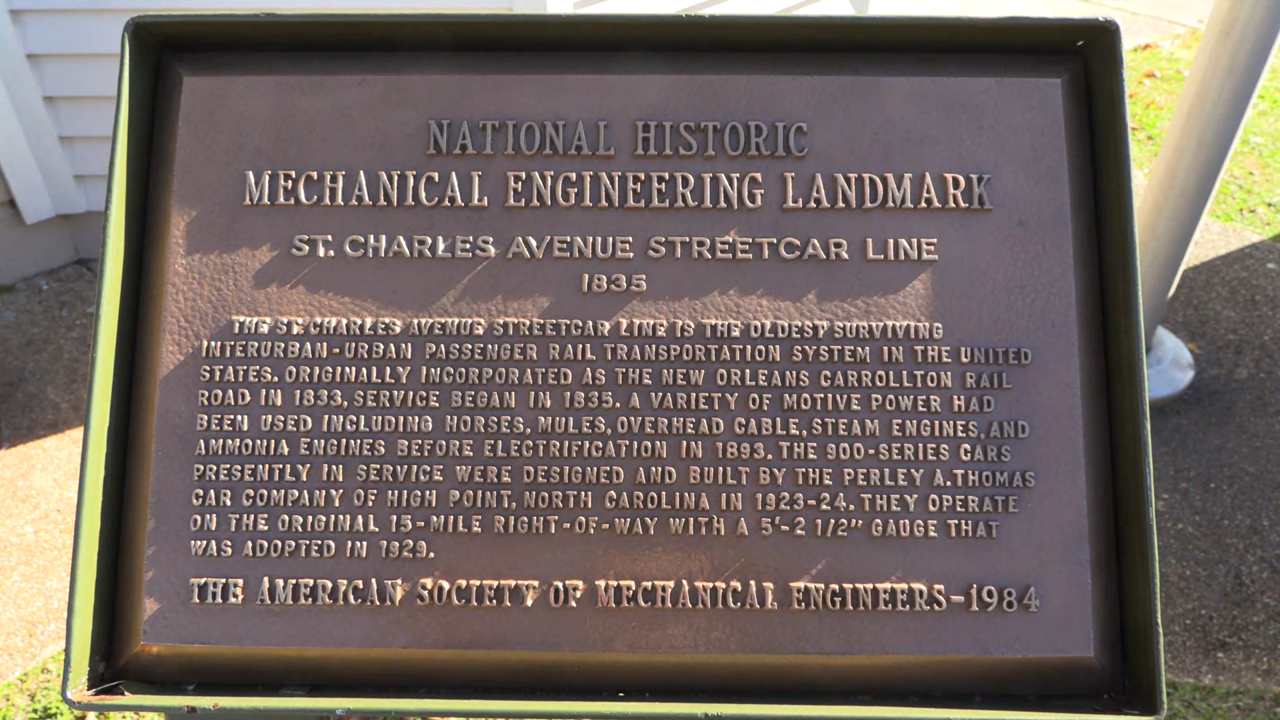 NATIONAL HISTORIC
MECHANICAL ENGINEERING LANDMARK
ST. CHARLES AVENUE STREETCAR LINE
1835
THE ST. CHARLES AVENUE STREETCAR LINE IS THE OLDEST SURVIVING
INTERURBAN-URBAN PASSENGER RAIL TRANSPORTATION SYSTEM IN THE UNITED
STATES. ORIGINALLY INCORPORATED AS THE NEW ORLEANS CARROLLTON RAIL
ROAD IN 1833, SERVICE BEGAN IN 1835. A VARIETY OF MOTIVE POWER HAD
BEEN USED INCLUDING HORSES, MULES, OVERHEAD CABLE, STEAM ENGINES, AND
AMMONIA ENGINES BEFORE ELECTRIFICATION IN 1893. THE 900-SERIES CARS
PRESENTLY IN SERVICE WERE DESIGNED AND BUILT BY THE PERLEY A. THOMAS
CAR COMPANY OF HIGH POINT, NORTH CAROLINA IN 1923-24. THEY OPERATE
ON THE ORIGINAL 15-MILE RIGHT-OF-WAY WITH A 5'-2 1/2" GAUGE THAT
WAS ADOPTED IN 1929.
THE AMERICAN SOCIETY OF MECHANICAL ENGINEERS-1984